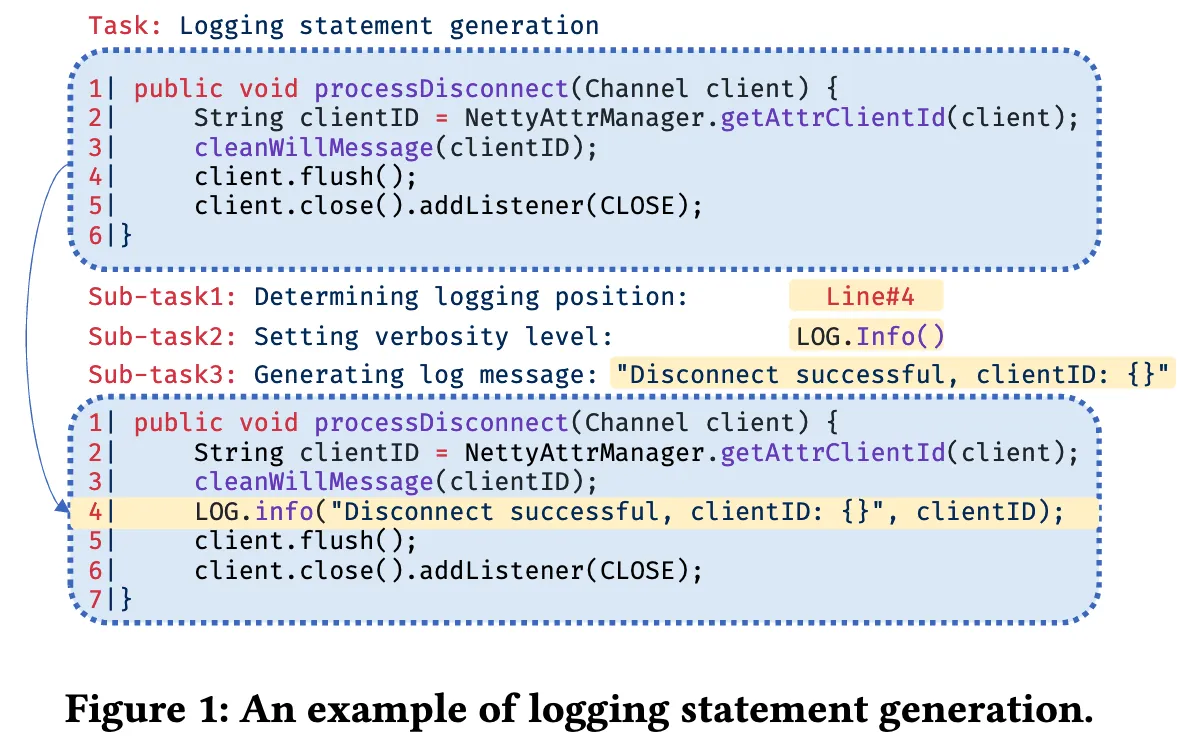 Task: Logging statement generation
1| public void processDisconnect(Channel client) {
2|     String clientID = NettyAttrManager.getAttrClientId(client);
3|     cleanWillMessage(clientID);
4|     client.flush();
5|     client.close().addListener(CLOSE);
6|}
Sub-task1: Determining logging position: Line#4
Sub-task2: Setting verbosity level: LOG.Info()
Sub-task3: Generating log message: "Disconnect successful, clientID: {}"
1| public void processDisconnect(Channel client) {
2|     String clientID = NettyAttrManager.getAttrClientId(client);
3|     cleanWillMessage(clientID);
4|     LOG.info("Disconnect successful, clientID: {}", clientID);
5|     client.flush();
6|     client.close().addListener(CLOSE);
7|}
Figure 1: An example of logging statement generation.